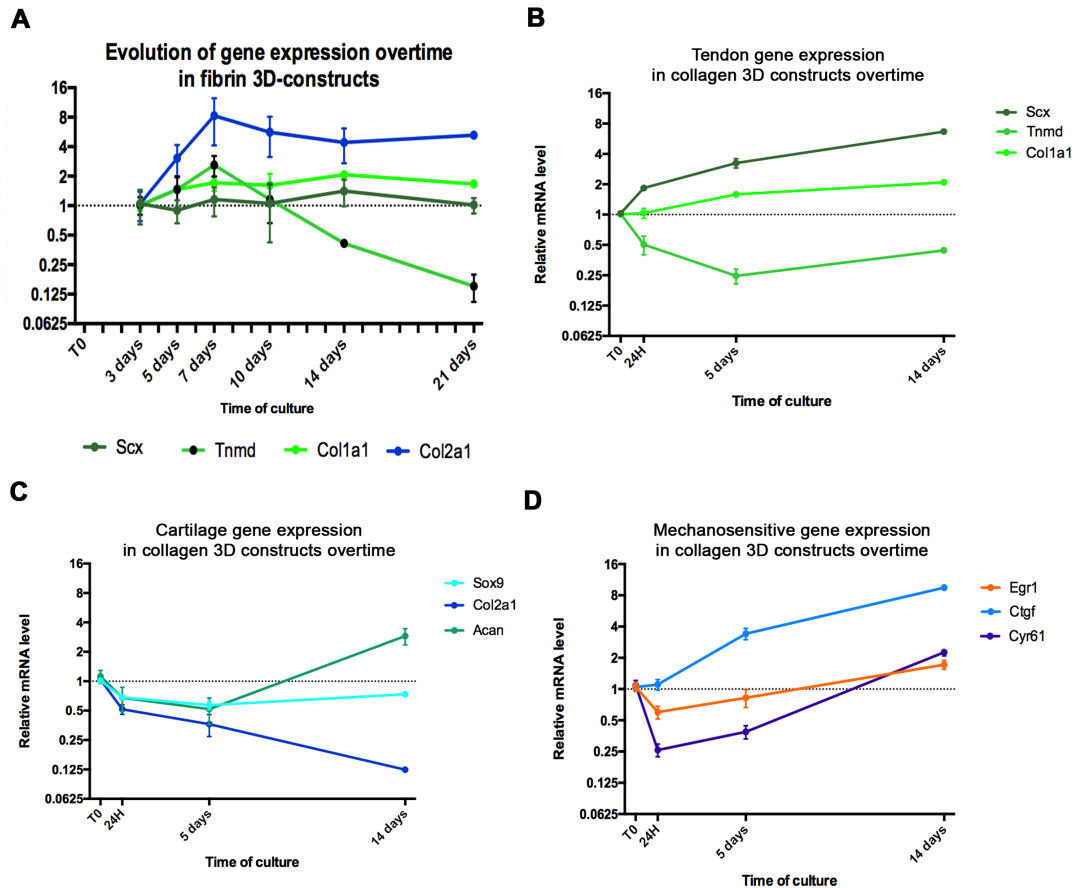 A
Evolution of gene expression overtime
in fibrin 3D-constructs
16
8
4
2
1
0.5
0.25
0.125
0.0625
T0
3 days
5 days
7 days
10 days
14 days
21 days
Time of culture
Scx
Tnmd
Col1a1
Col2a1
B
Tendon gene expression
in collagen 3D constructs overtime
Relative mRNA level
16
8
4
2
1
0.5
0.25
0.125
0.0625
T0
24H
5 days
14 days
Time of culture
Scx
Tnmd
Col1a1
C
Cartilage gene expression
in collagen 3D constructs overtime
Relative mRNA level
16
8
4
2
1
0.5
0.25
0.125
0.0625
T0
24H
5 days
14 days
Time of culture
Sox9
Col2a1
Acan
D
Mechanosensitive gene expression
in collagen 3D constructs overtime
Relative mRNA level
16
8
4
2
1
0.5
0.25
0.125
0.0625
T0
24H
5 days
14 days
Time of culture
Egr1
Ctgf
Cyr61